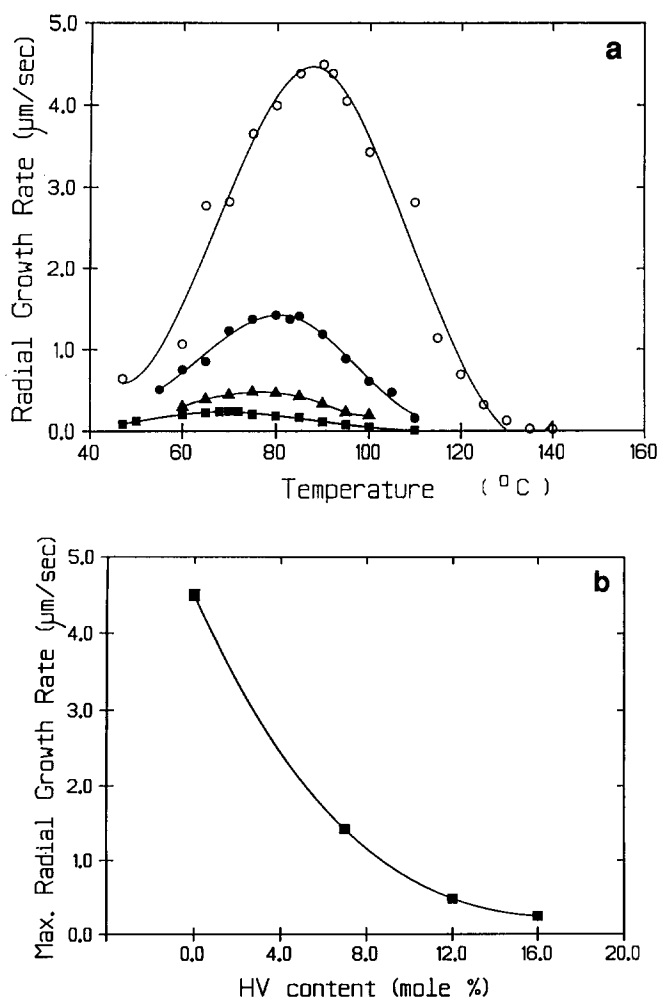 a
Radial Growth Rate (µm/sec)
5.0
4.0
3.0
2.0
1.0
0.0
40 60 80 100 120 140 160
Temperature (°C)
b
Max. Radial Growth Rate (µm/sec)
5.0
4.0
3.0
2.0
1.0
0.0
0.0 4.0 8.0 12.0 16.0 20.0
HV content (mole %)